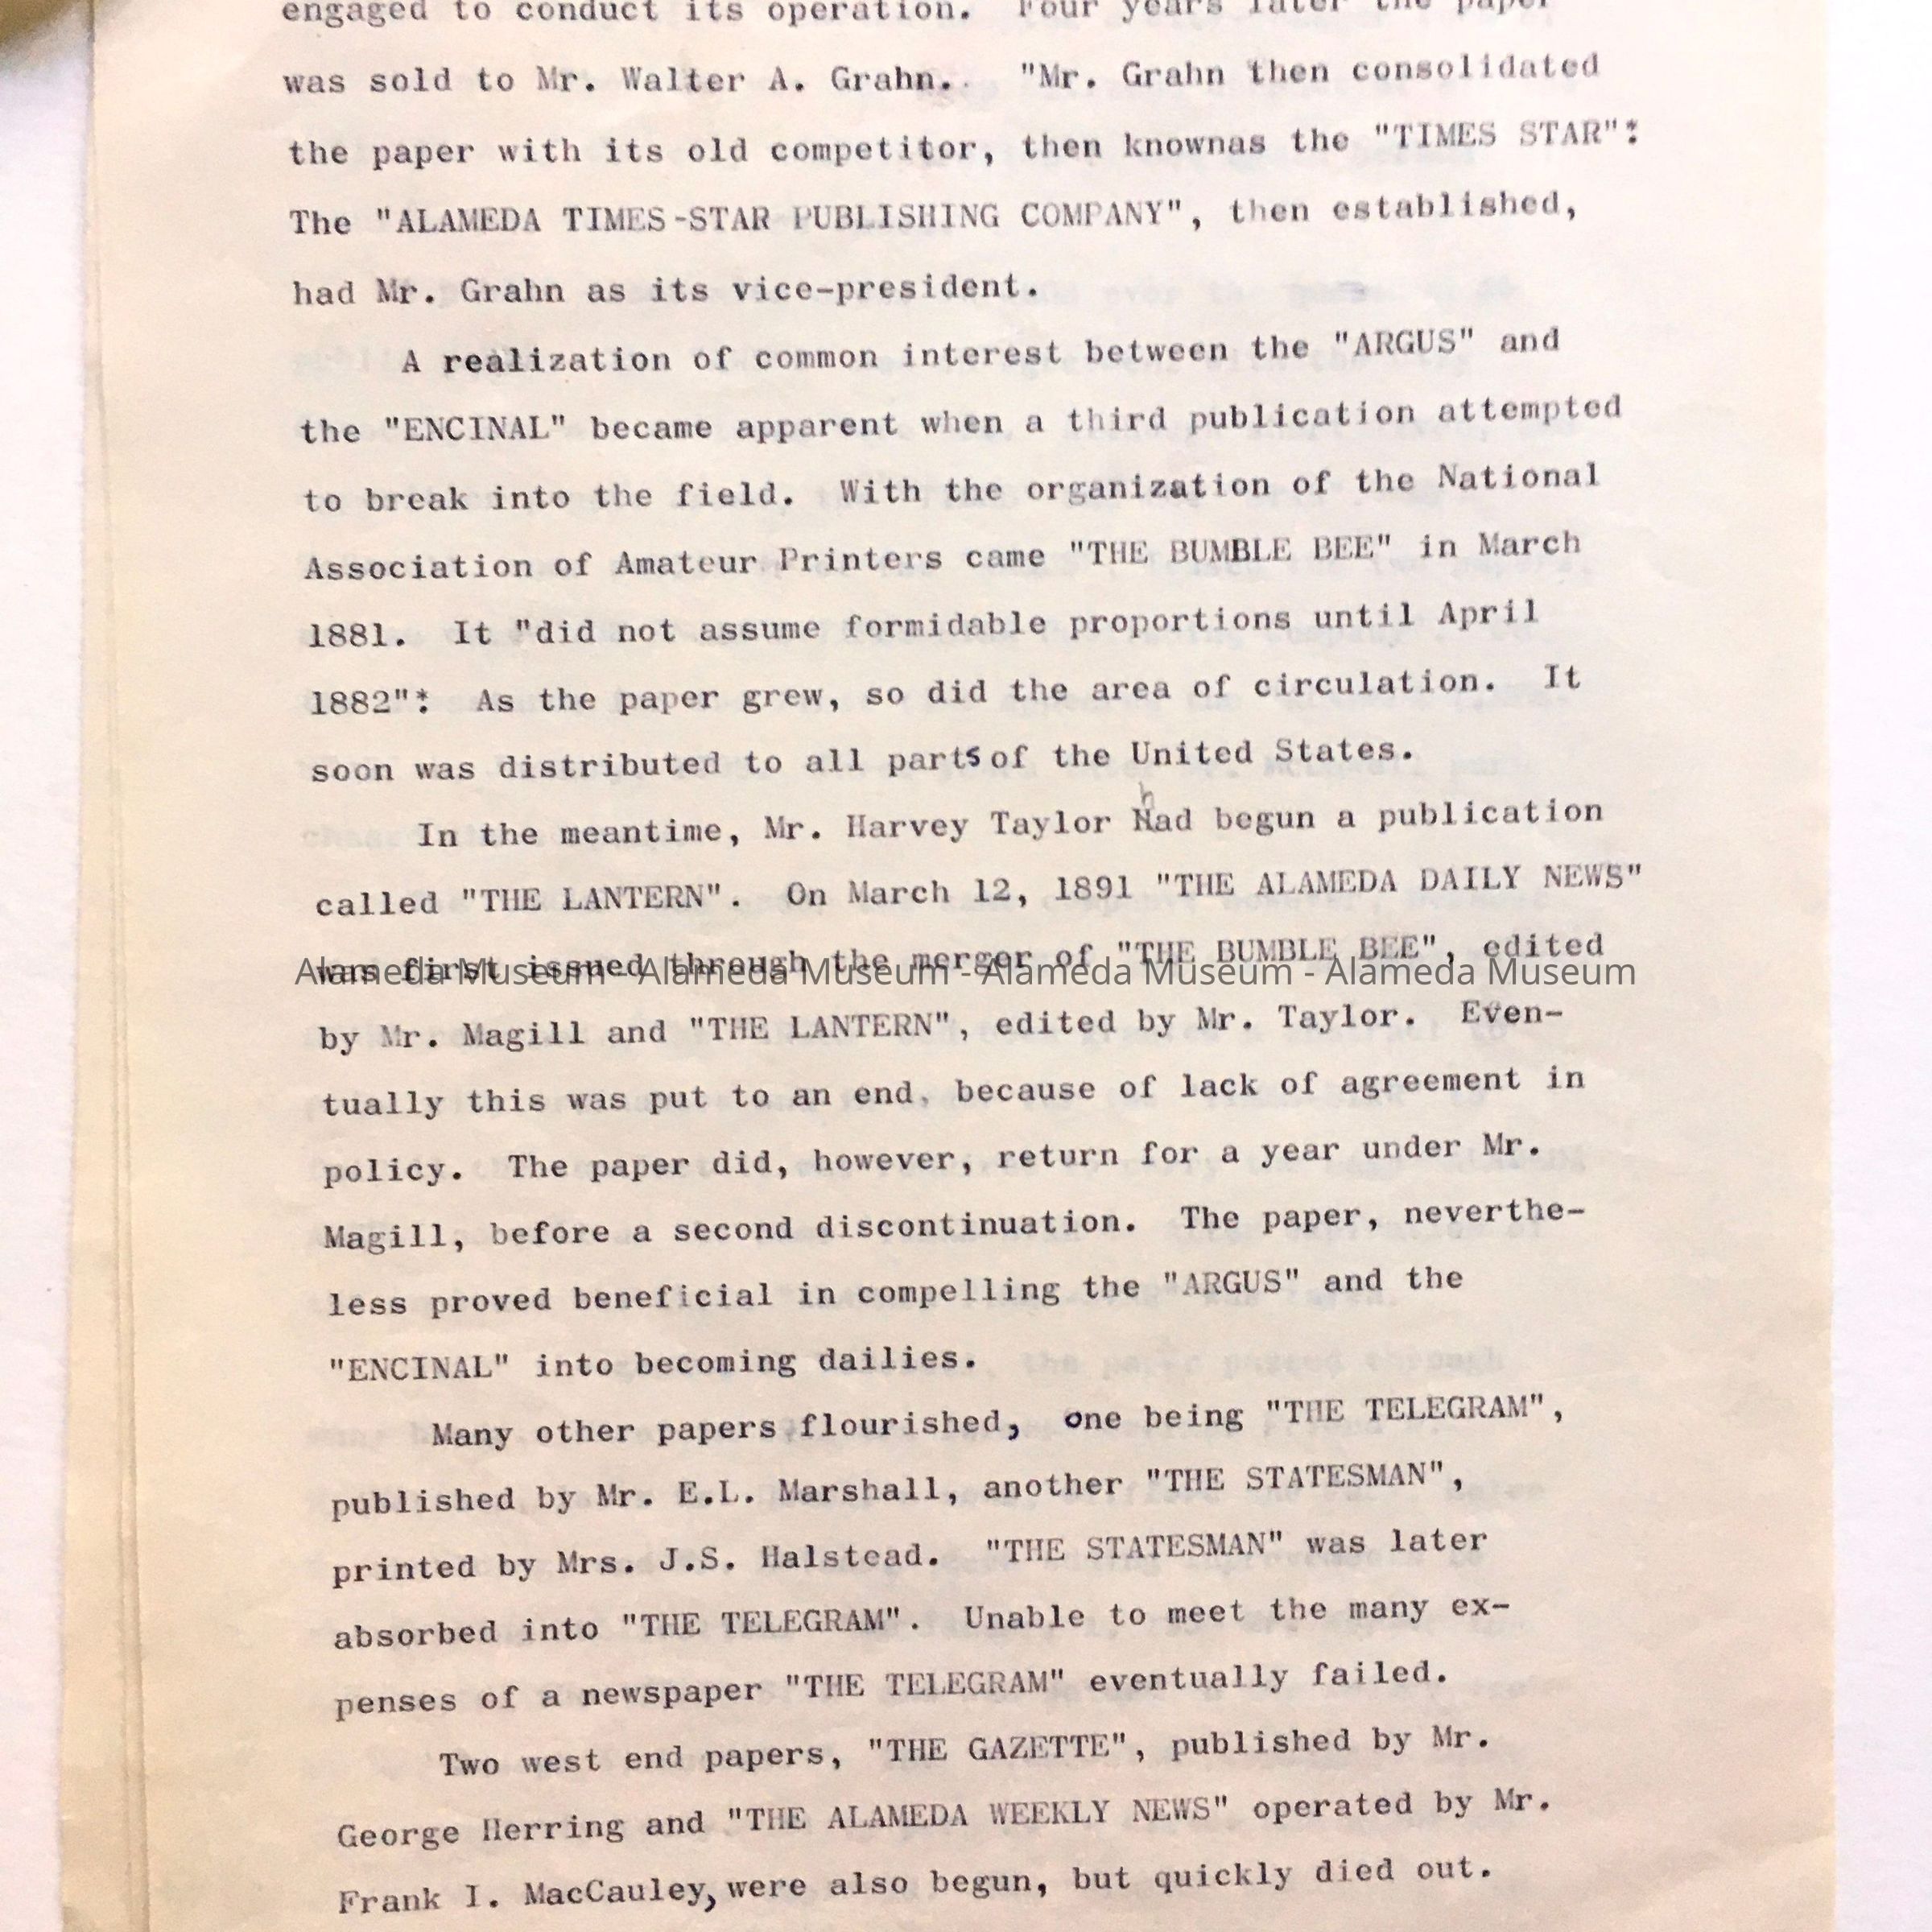 engaged to conduct its operation. Four years later the paper
was sold to Mr. Walter A. Grahn.. "Mr. Grahn then consolidated
the paper with its old competitor, then knownas the "TIMES STAR"*.
The "ALAMEDA TIMES-STAR PUBLISHING COMPANY", then established,
had Mr. Grahn as its vice-president.
A realization of common interest between the "ARGUS" and
the "ENCINAL" became apparent when a third publication attempted
to break into the field. With the organization of the National
Association of Amateur Printers came "THE BUMBLE BEE" in March
1881. It "did not assume formidable proportions until April
1882"*. As the paper grew, so did the area of circulation. It
soon was distributed to all parts of the United States.
In the meantime, Mr. Harvey Taylor had begun a publication
called "THE LANTERN". On March 12, 1891 "THE ALAMEDA DAILY NEWS"
was first issued through the merger of "THE BUMBLE BEE", edited
Alameda Museum - Alameda Museum - Alameda Museum - Alameda Museum
by Mr. Magill and "THE LANTERN", edited by Mr. Taylor. Even-
tually this was put to an end, because of lack of agreement in
policy. The paper did, however, return for a year under Mr.
Magill, before a second discontinuation. The paper, neverthe-
less proved beneficial in compelling the "ARGUS" and the
"ENCINAL" into becoming dailies.
Many other papers flourished, one being "THE TELEGRAM",
published by Mr. E.L. Marshall, another "THE STATESMAN",
printed by Mrs. J.S. Halstead. "THE STATESMAN" was later
absorbed into "THE TELEGRAM". Unable to meet the many ex-
penses of a newspaper "THE TELEGRAM" eventually failed.
Two west end papers, "THE GAZETTE", published by Mr.
George Herring and "THE ALAMEDA WEEKLY NEWS" operated by Mr.
Frank I. MacCauley, were also begun, but quickly died out.